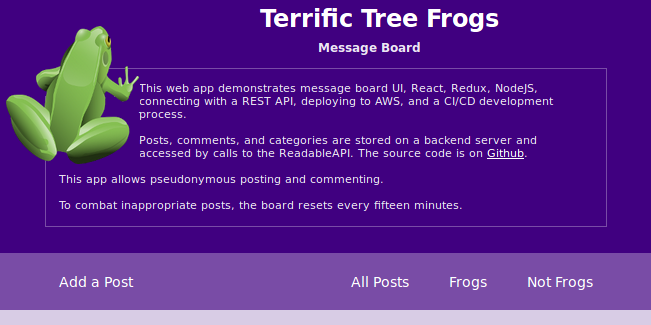 Terrific Tree Frogs
Message Board
This web app demonstrates message board UI, React, Redux, NodeJS,
connecting with a REST API, deploying to AWS, and a CI/CD development
process.
Posts, comments, and categories are stored on a backend server and
accessed by calls to the ReadableAPI. The source code is on Github.
This app allows pseudonymous posting and commenting.
To combat inappropriate posts, the board resets every fifteen minutes.
Add a Post All Posts Frogs Not Frogs